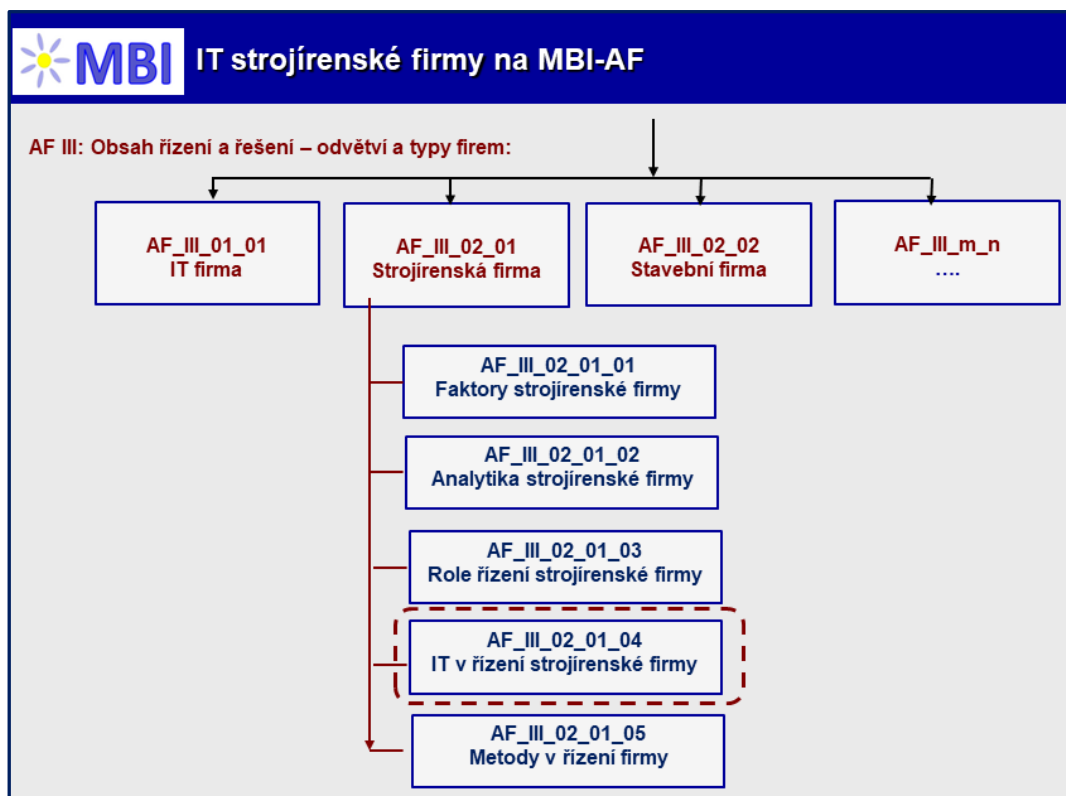 MBI
IT strojírenské firmy na MBI-AF
AF III: Obsah řízení a řešení – odvětví a typy firem:
AF_III_01_01
IT firma
AF_III_02_01
Strojírenská firma
AF_III_02_02
Stavební firma
AF_III_m_n
....
AF_III_02_01_01
Faktory strojírenské firmy
AF_III_02_01_02
Analytika strojírenské firmy
AF_III_02_01_03
Role řízení strojírenské firmy
AF_III_02_01_04
IT v řízení strojírenské firmy
AF_III_02_01_05
Metody v řízení firmy